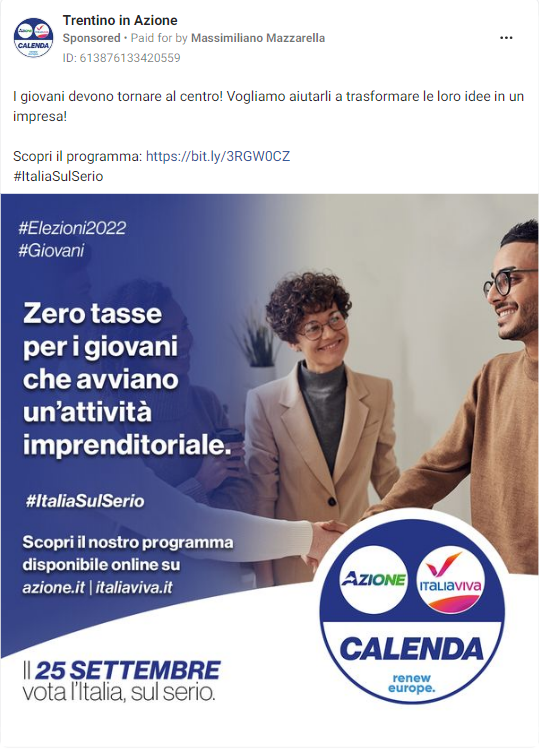 Trentino in Azione
Sponsored • Paid for by Massimiliano Mazzarella
ID: 613876133420559
I giovani devono tornare al centro! Vogliamo aiutarli a trasformare le loro idee in un
impresa!
Scopri il programma: https://bit.ly/3RGW0CZ
#ItaliaSulSerio
#Elezioni2022
#Giovani
Zero tasse
per i giovani
che avviano
un'attività
imprenditoriale.
#ItaliaSulSerio
Scopri il nostro programma
disponibile online su
azione.it | italiaviva.it
Il 25 SETTEMBRE
vota l'Italia, sul serio.
AZIONE
ITALIAVIVA
CALENDA
renew
europe.